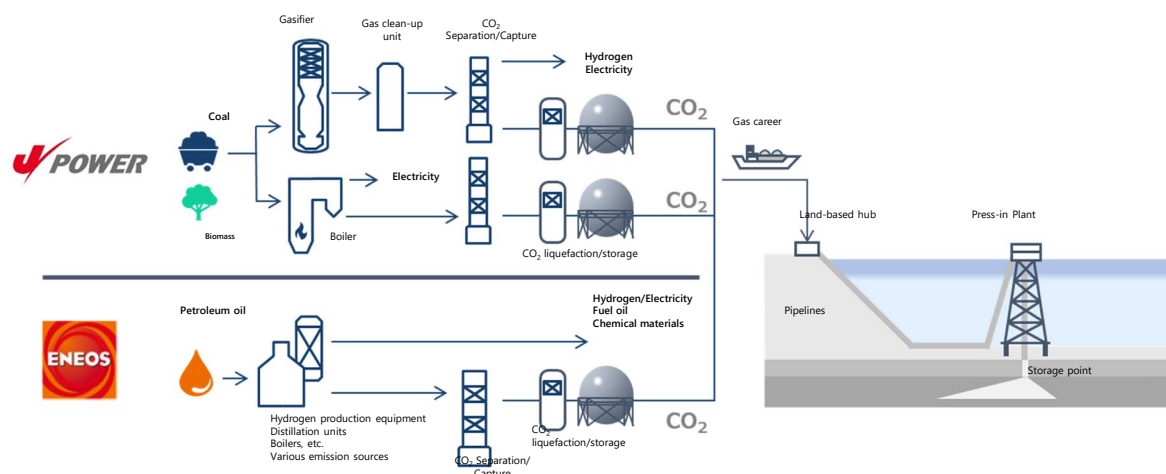 Gasifier
Gas clean-up
unit
CO₂
Separation/Capture
Hydrogen
Electricity
Coal
J POWER
Biomass
Electricity
Boiler
CO₂
CO₂
CO₂ liquefaction/storage
Gas career
Land-based hub
Press-in Plant
Pipelines
Storage point
ENEOS
Petroleum oil
Hydrogen/Electricity
Fuel oil
Chemical materials
Hydrogen production equipment
Distillation units
Boilers, etc.
Various emission sources
CO₂ Separation/
Capture
CO₂
liquefaction/storage
CO₂